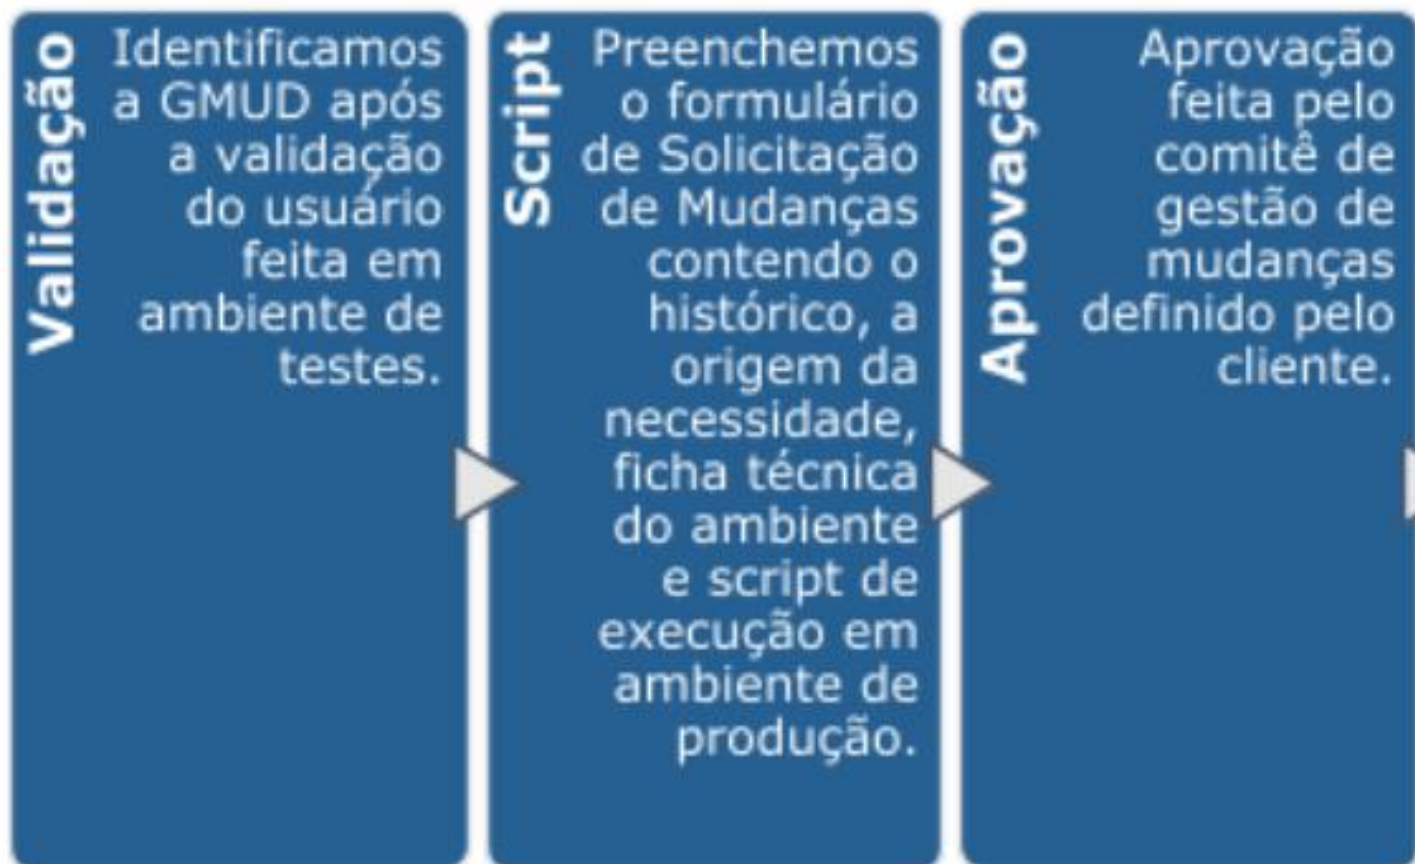 Validação
Identificamos
a GMUD após
a validação
do usuário
feita em
ambiente de
testes.
Script
Preenchemos
o formulário
de Solicitação
de Mudanças
contendo o
histórico, a
origem da
necessidade,
ficha técnica
do ambiente
e script de
execução em
ambiente de
produção.
Aprovação
Aprovação
feita pelo
comitê de
gestão de
mudanças
definido pelo
cliente.